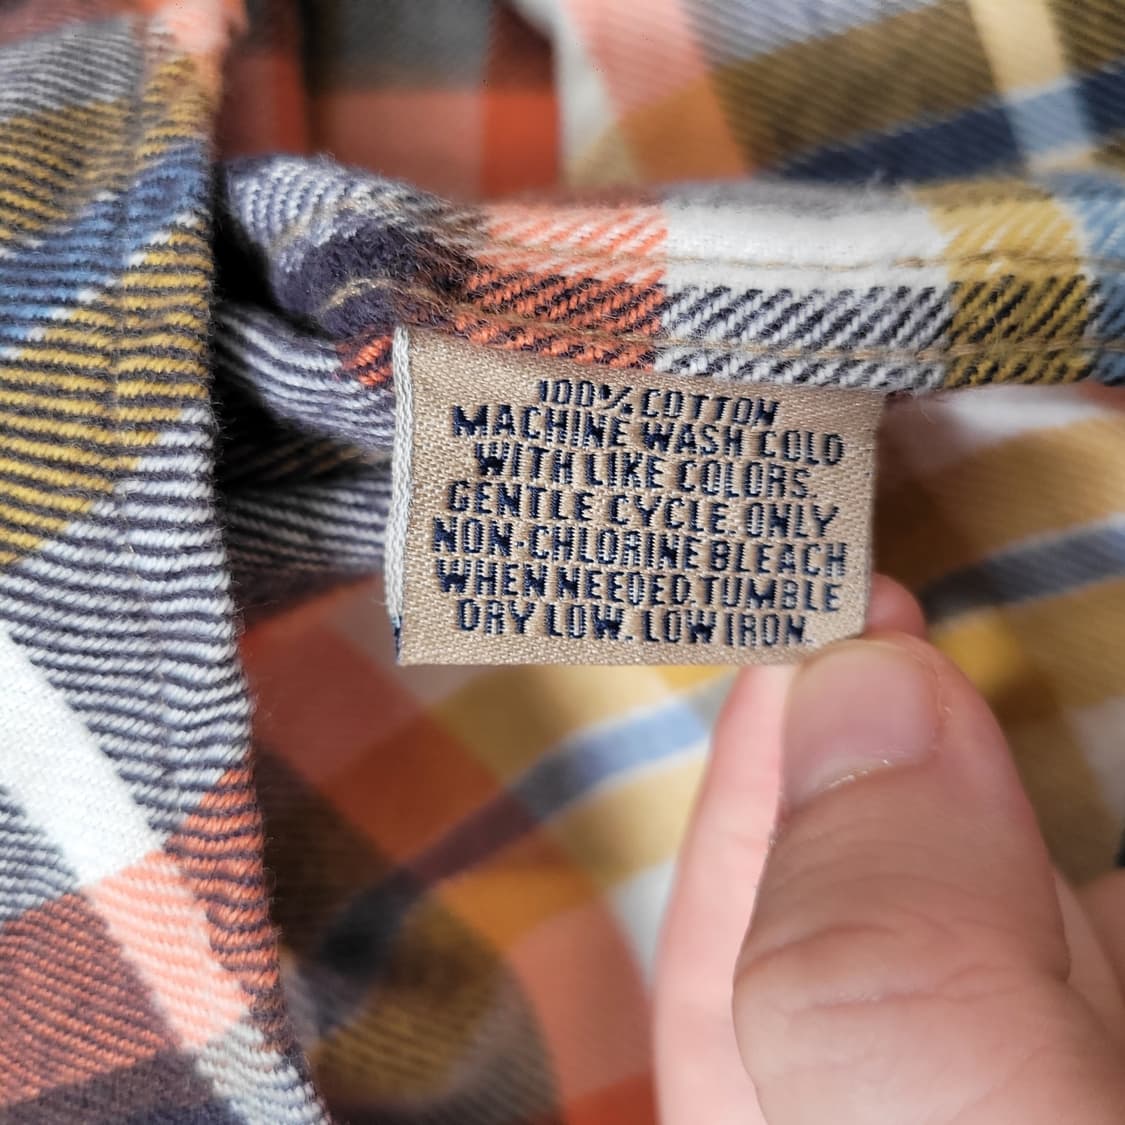 100% COTTON
MACHINE WASH COLD
WITH LIKE COLORS.
GENTLE CYCLE. ONLY
NON-CHLORINE BLEACH
WHEN NEEDED. TUMBLE
DRY LOW. LOW IRON.